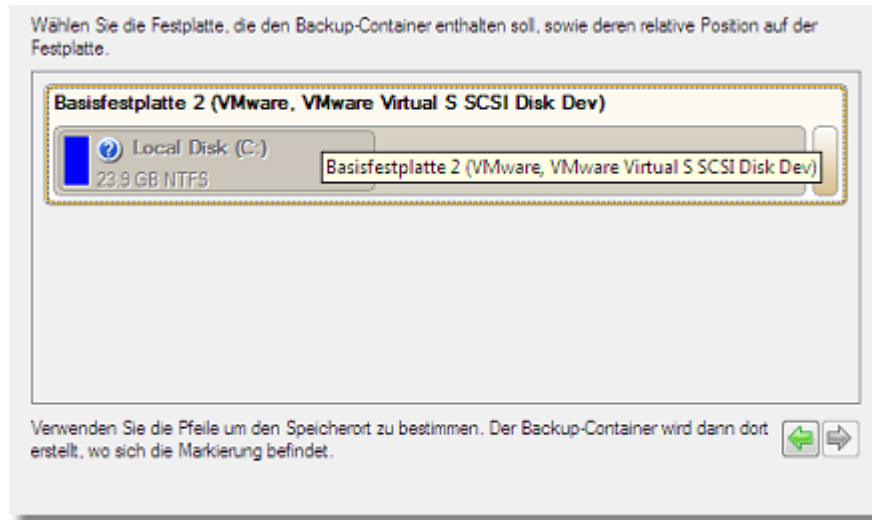 Wählen Sie die Festplatte, die den Backup-Container enthalten soll, sowie deren relative Position auf der
Festplatte.
Basisfestplatte 2 (VMware, VMware Virtual S SCSI Disk Dev)
Local Disk (C:)
23,9 GB NTFS
Basisfestplatte 2 (VMware, VMware Virtual S SCSI Disk Dev)
Verwenden Sie die Pfeile um den Speicherort zu bestimmen. Der Backup-Container wird dann dort
erstellt, wo sich die Markierung befindet.